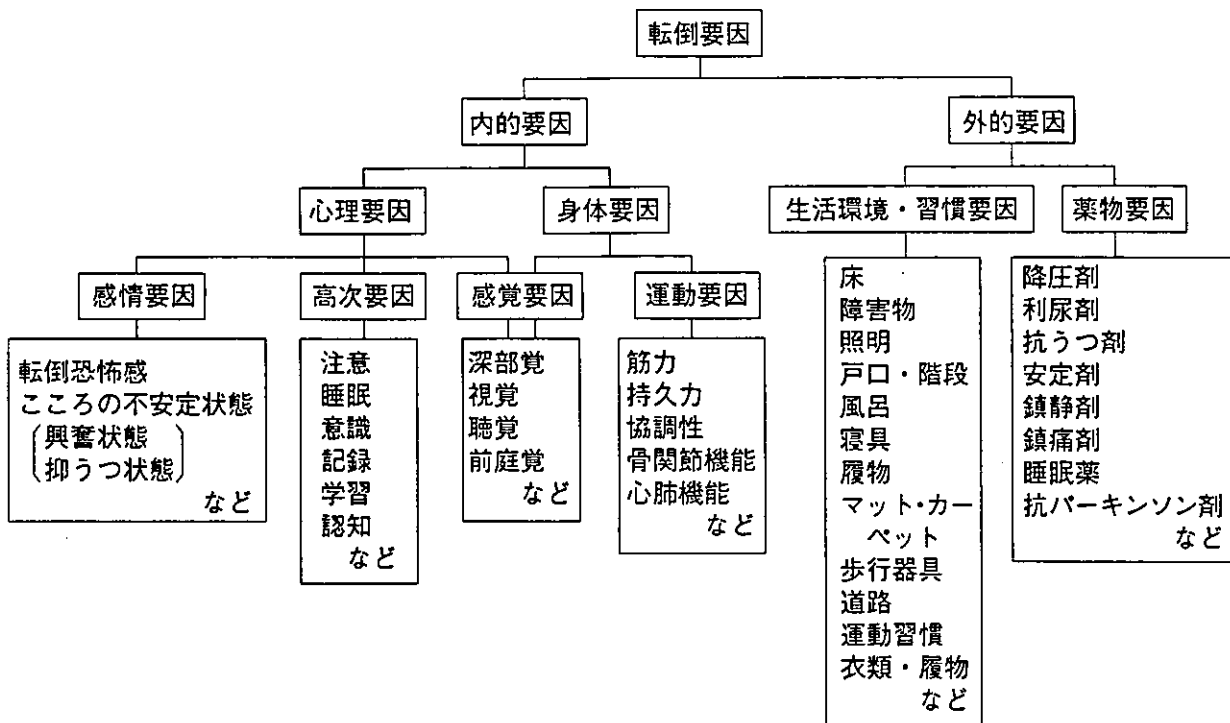 転倒要因
内的要因
外的要因
心理要因
身体要因
生活環境・習慣要因
薬物要因
感情要因
高次要因
感覚要因
運動要因
転倒恐怖感
こころの不安定状態
興奮状態
抑うつ状態
など
注意
睡眠
意識
記録
学習
認知
など
深部覚
視覚
聴覚
前庭覚
など
筋力
持久力
協調性
骨関節機能
心肺機能
など
床
障害物
照明
戸口・階段
風呂
寝具
履物
マット・カー
ペット
歩行器具
道路
運動習慣
衣類・履物
など
降圧剤
利尿剤
抗うつ剤
安定剤
鎮静剤
鎮痛剤
睡眠薬
抗パーキンソン剤
など